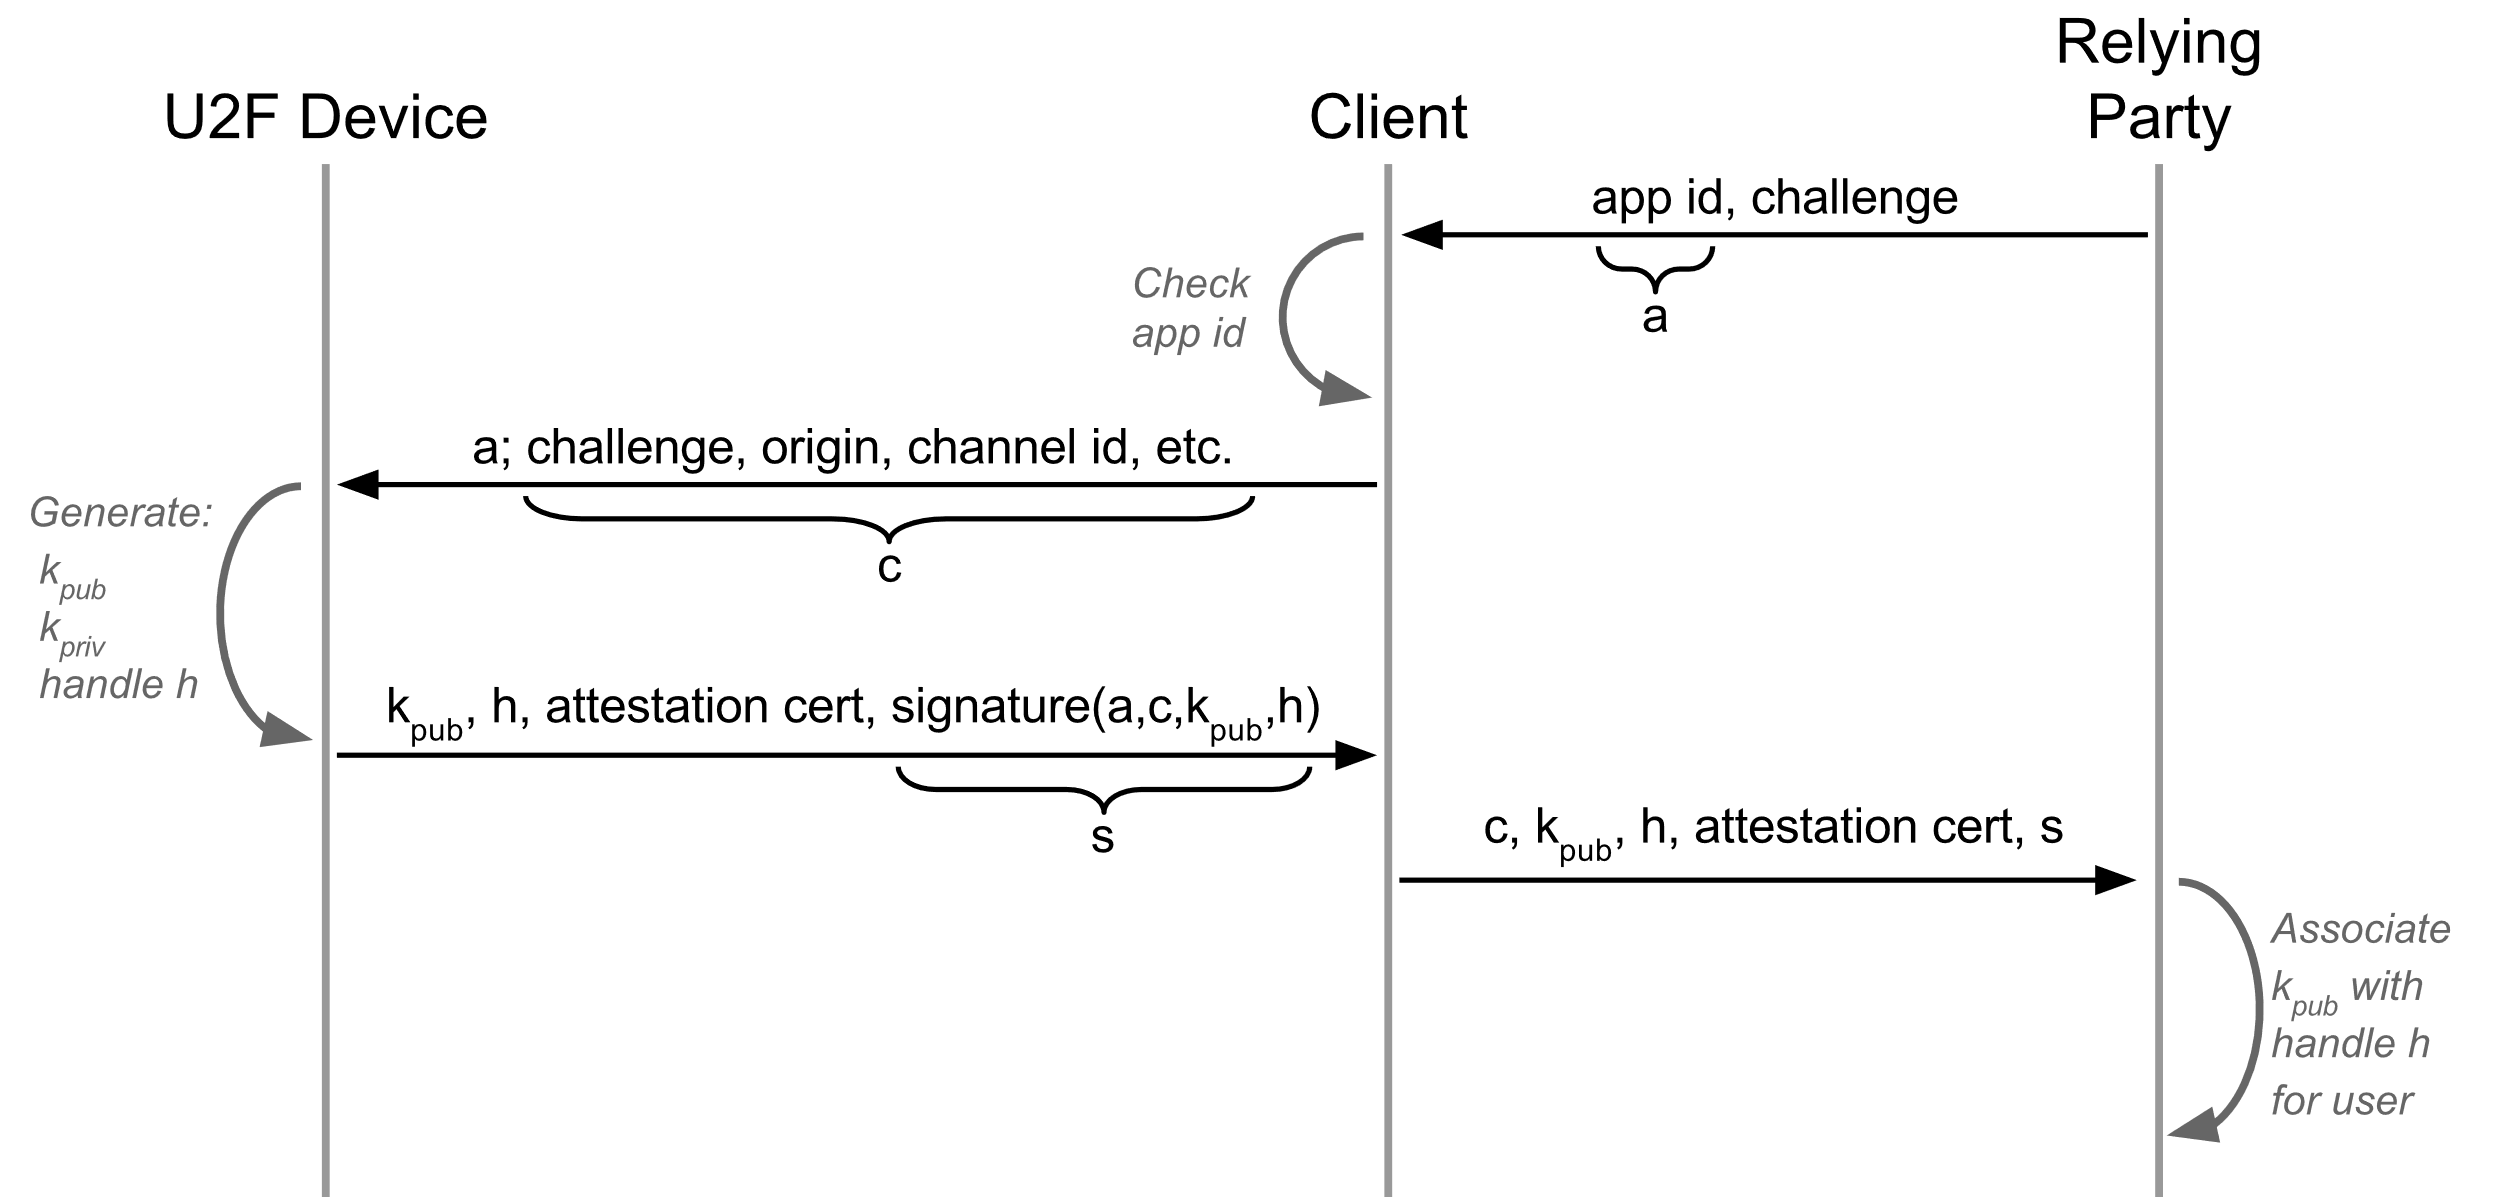 U2F Device
Client
Relying
Party
app id, challenge
a
Check
app id
a; challenge, origin, channel id, etc.
c
Generate:
kpub
kpriv
handle h
kpub, h, attestation cert, signature(a,c,kpub,h)
s
c, kpub, h, attestation cert, s
Associate
kpub with
handle h
for user